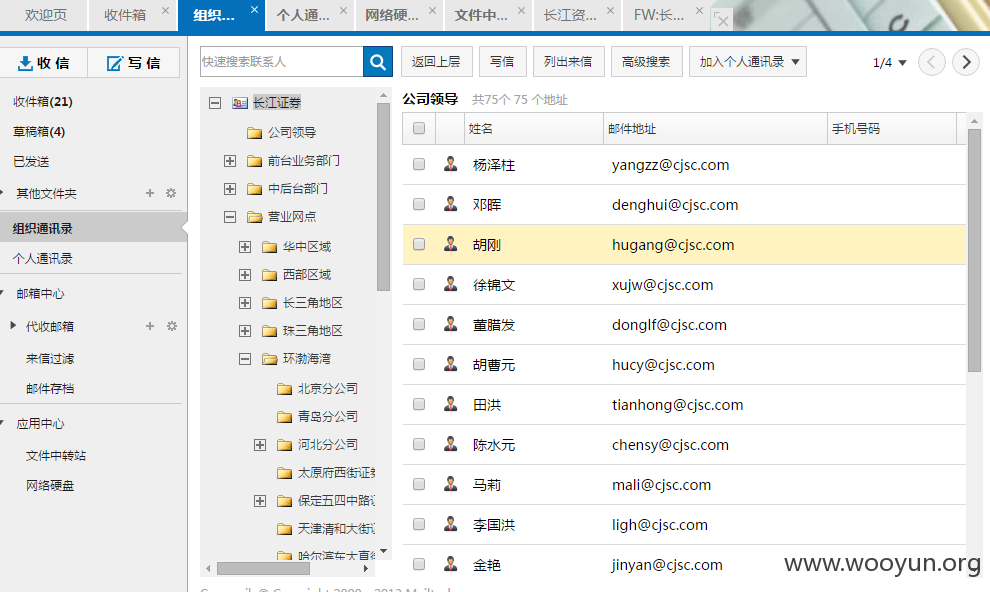 欢迎页
收件箱
组织...
个人通...
网络硬...
文件中...
长江资...
FW:长...
收 信
写 信
收件箱(21)
草稿箱(4)
已发送
其他文件夹
组织通讯录
个人通讯录
邮箱中心
代收邮箱
来信过滤
邮件存档
应用中心
文件中转站
网络硬盘
快速搜索联系人
返回上层
写信
列出来信
高级搜索
加入个人通讯录
1/4
长江证券
公司领导
前台业务部门
中后台部门
营业网点
华中区域
西部区域
长三角地区
珠三角地区
环渤海湾
北京分公司
青岛分公司
河北分公司
太原府西街证券
保定五四中路证
天津清和大街证
哈尔滨东大直街
公司领导 共75个 75 个地址
姓名 邮件地址 手机号码
杨泽柱 yangzz@cjsc.com
邓晖 denghui@cjsc.com
胡刚 hugang@cjsc.com
徐锦文 xujw@cjsc.com
董腊发 donglf@cjsc.com
胡曹元 hucy@cjsc.com
田洪 tianhong@cjsc.com
陈水元 chensy@cjsc.com
马莉 mali@cjsc.com
李国洪 ligh@cjsc.com
金艳 jinyan@cjsc.com
www.wooyun.org